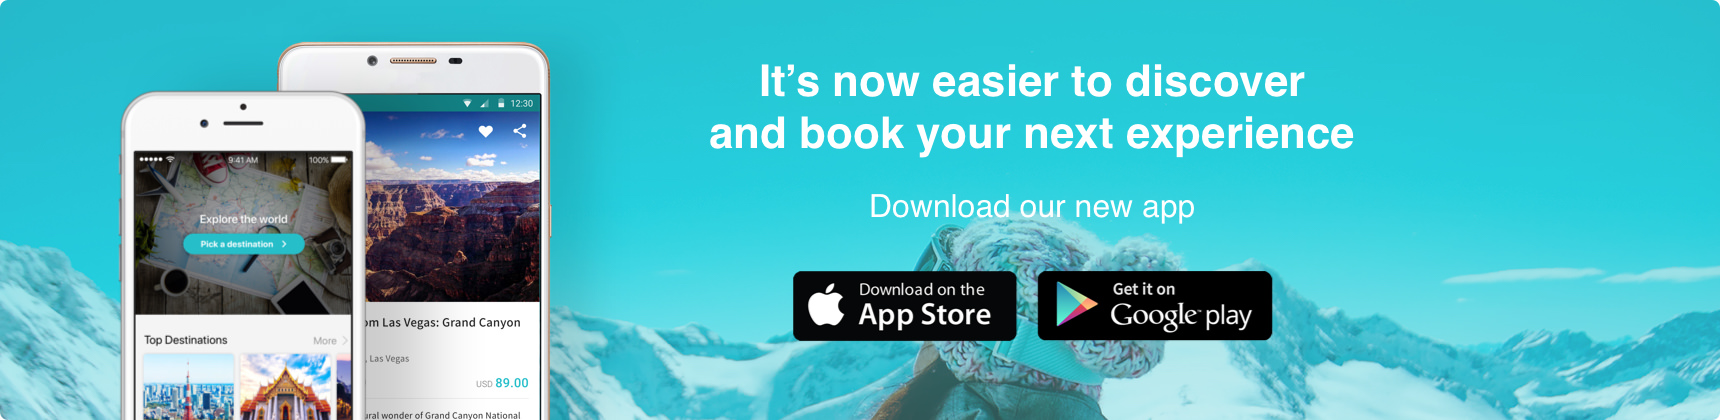 It’s now easier to discover
and book your next experience
Download our new app
Download on the
App Store
Get it on
Google play
9:41 AM
100%
Explore the world
Pick a destination
Top Destinations
More
12:30
om Las Vegas: Grand Canyon
, Las Vegas
USD 89.00
ural wonder of Grand Canyon National